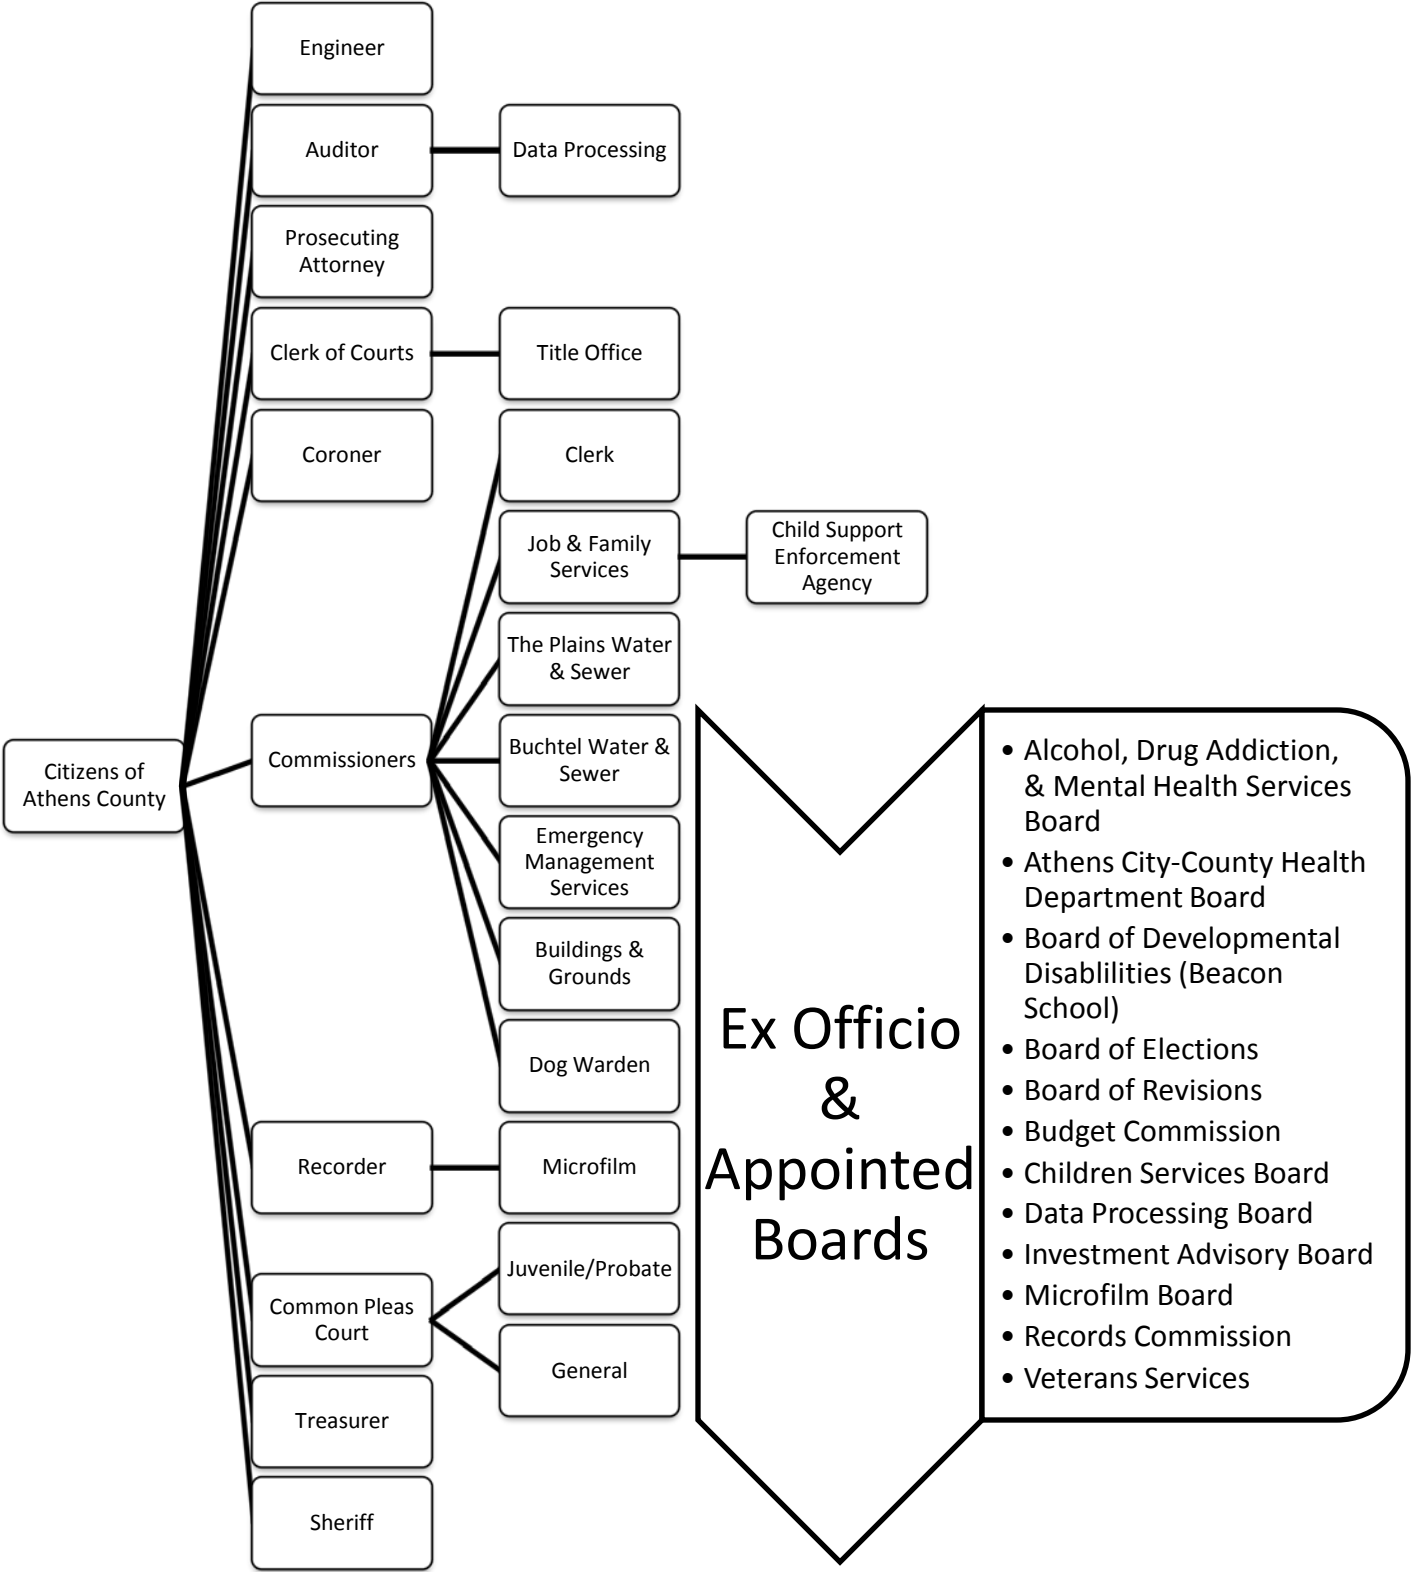 Engineer
Auditor
Data Processing
Prosecuting
Attorney
Clerk of Courts
Title Office
Coroner
Clerk
Job & Family
Services
Child Support
Enforcement
Agency
The Plains Water
& Sewer
Citizens of
Athens County
Commissioners
Buchtel Water &
Sewer
Emergency
Management
Services
Buildings &
Grounds
Dog Warden
Recorder
Microfilm
Common Pleas
Court
Juvenile/Probate
General
Treasurer
Sheriff
Ex Officio
&
Appointed
Boards
• Alcohol, Drug Addiction,
& Mental Health Services
Board
• Athens City-County Health
Department Board
• Board of Developmental
Disablilities (Beacon
School)
• Board of Elections
• Board of Revisions
• Budget Commission
• Children Services Board
• Data Processing Board
• Investment Advisory Board
• Microfilm Board
• Records Commission
• Veterans Services